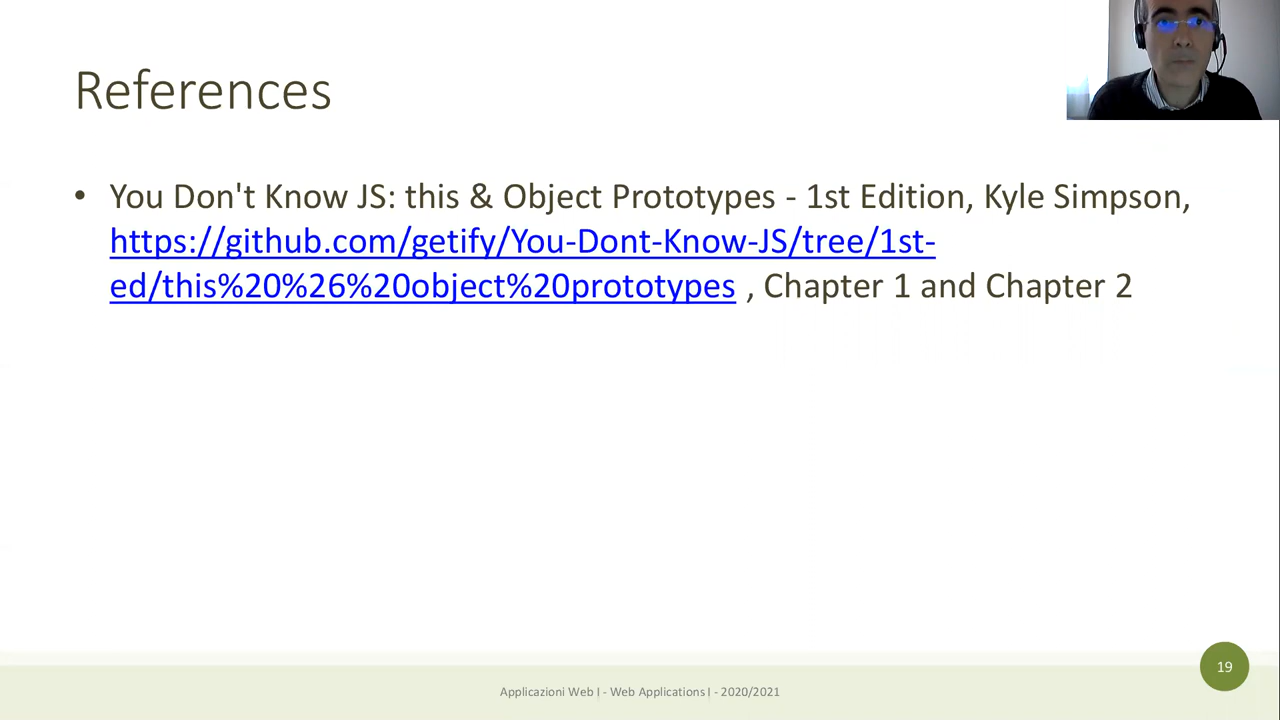 References
• You Don't Know JS: this & Object Prototypes - 1st Edition, Kyle Simpson,
https://github.com/getify/You-Dont-Know-JS/tree/1st-
ed/this%20%26%20object%20prototypes , Chapter 1 and Chapter 2
19
Applicazioni Web I - Web Applications I - 2020/2021